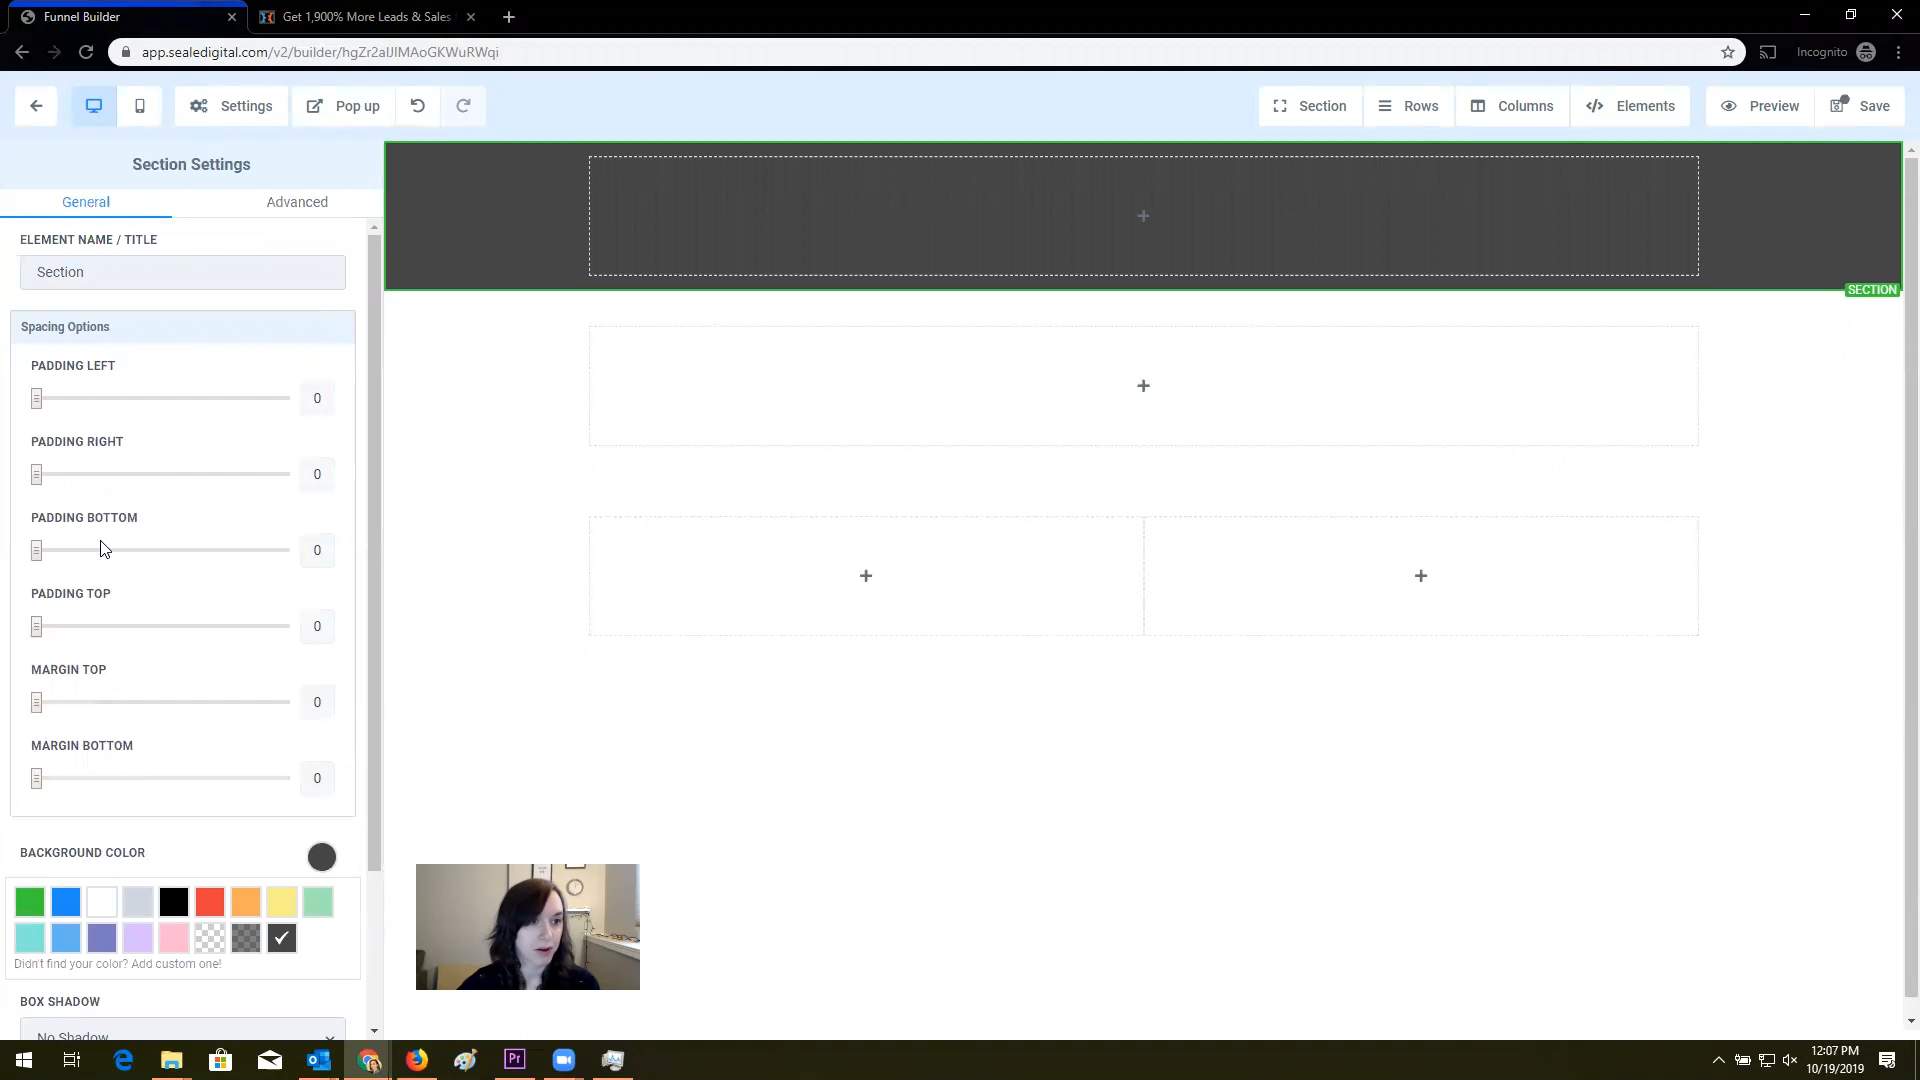 Funnel Builder
Get 1,900% More Leads & Sales
app.sealedigital.com/v2/builder/hgZr2alJIMAoGKWuRWqi
Incognito
Settings
Pop up
Section
Rows
Columns
Elements
Preview
Save
Section Settings
General
Advanced
ELEMENT NAME / TITLE
Section
Spacing Options
PADDING LEFT
0
PADDING RIGHT
0
PADDING BOTTOM
0
PADDING TOP
0
MARGIN TOP
0
MARGIN BOTTOM
0
BACKGROUND COLOR
Didn't find your color? Add custom one!
BOX SHADOW
No Shadow
SECTION
Pr
12:07 PM
10/19/2019